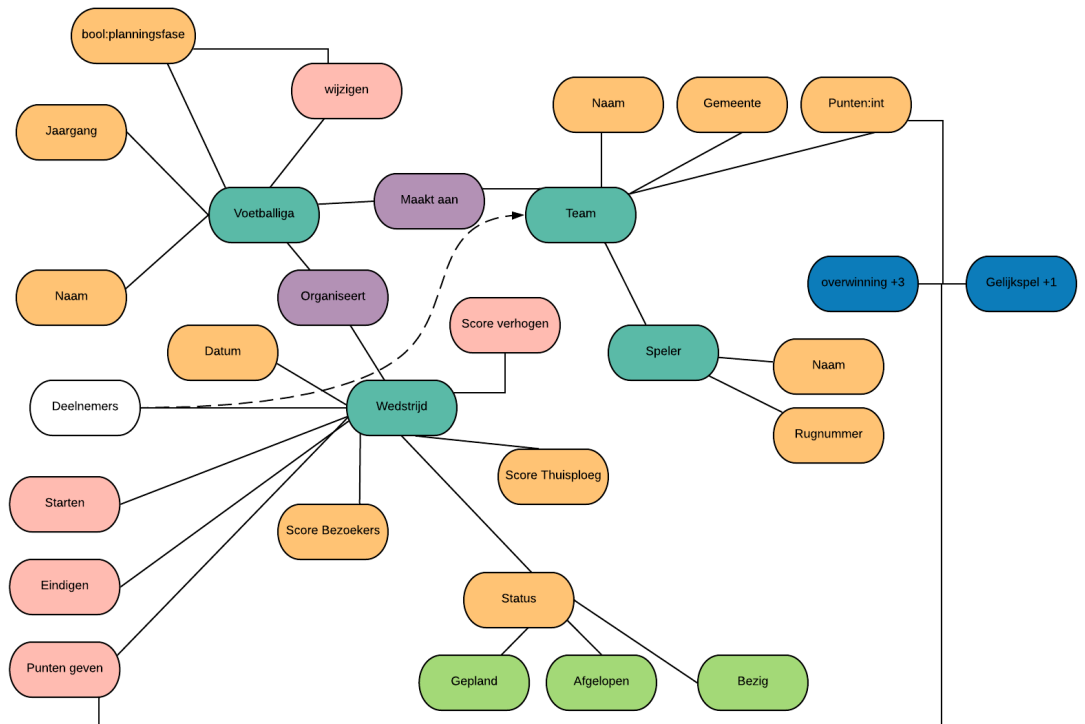 bool:planningsfase
wijzigen
Naam
Gemeente
Punten:int
Jaargang
Maakt aan
Voetballiga
Team
Naam
Organiseert
overwinning +3
Gelijkspel +1
Score verhogen
Datum
Speler
Naam
Deelnemers
Wedstrijd
Rugnummer
Score Thuisploeg
Starten
Score Bezoekers
Eindigen
Status
Punten geven
Gepland
Afgelopen
Bezig